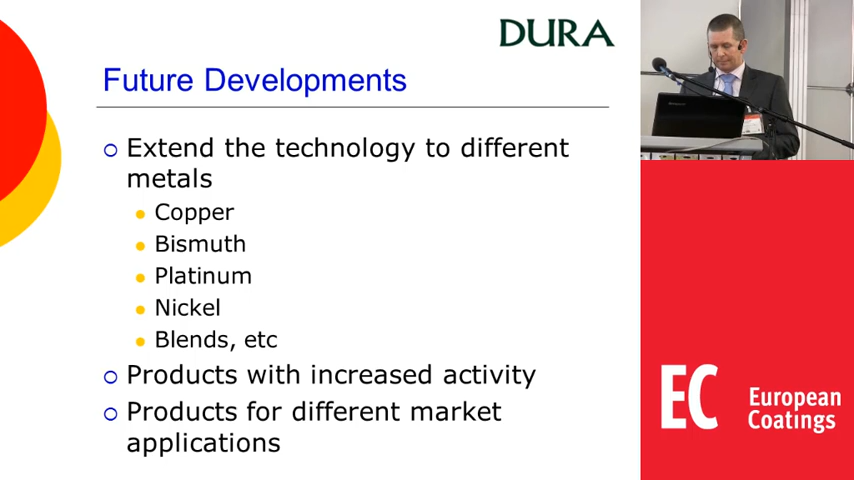 DURA
Future Developments
Extend the technology to different
metals
Copper
Bismuth
Platinum
Nickel
Blends, etc
Products with increased activity
Products for different market
applications
EC
European
Coatings